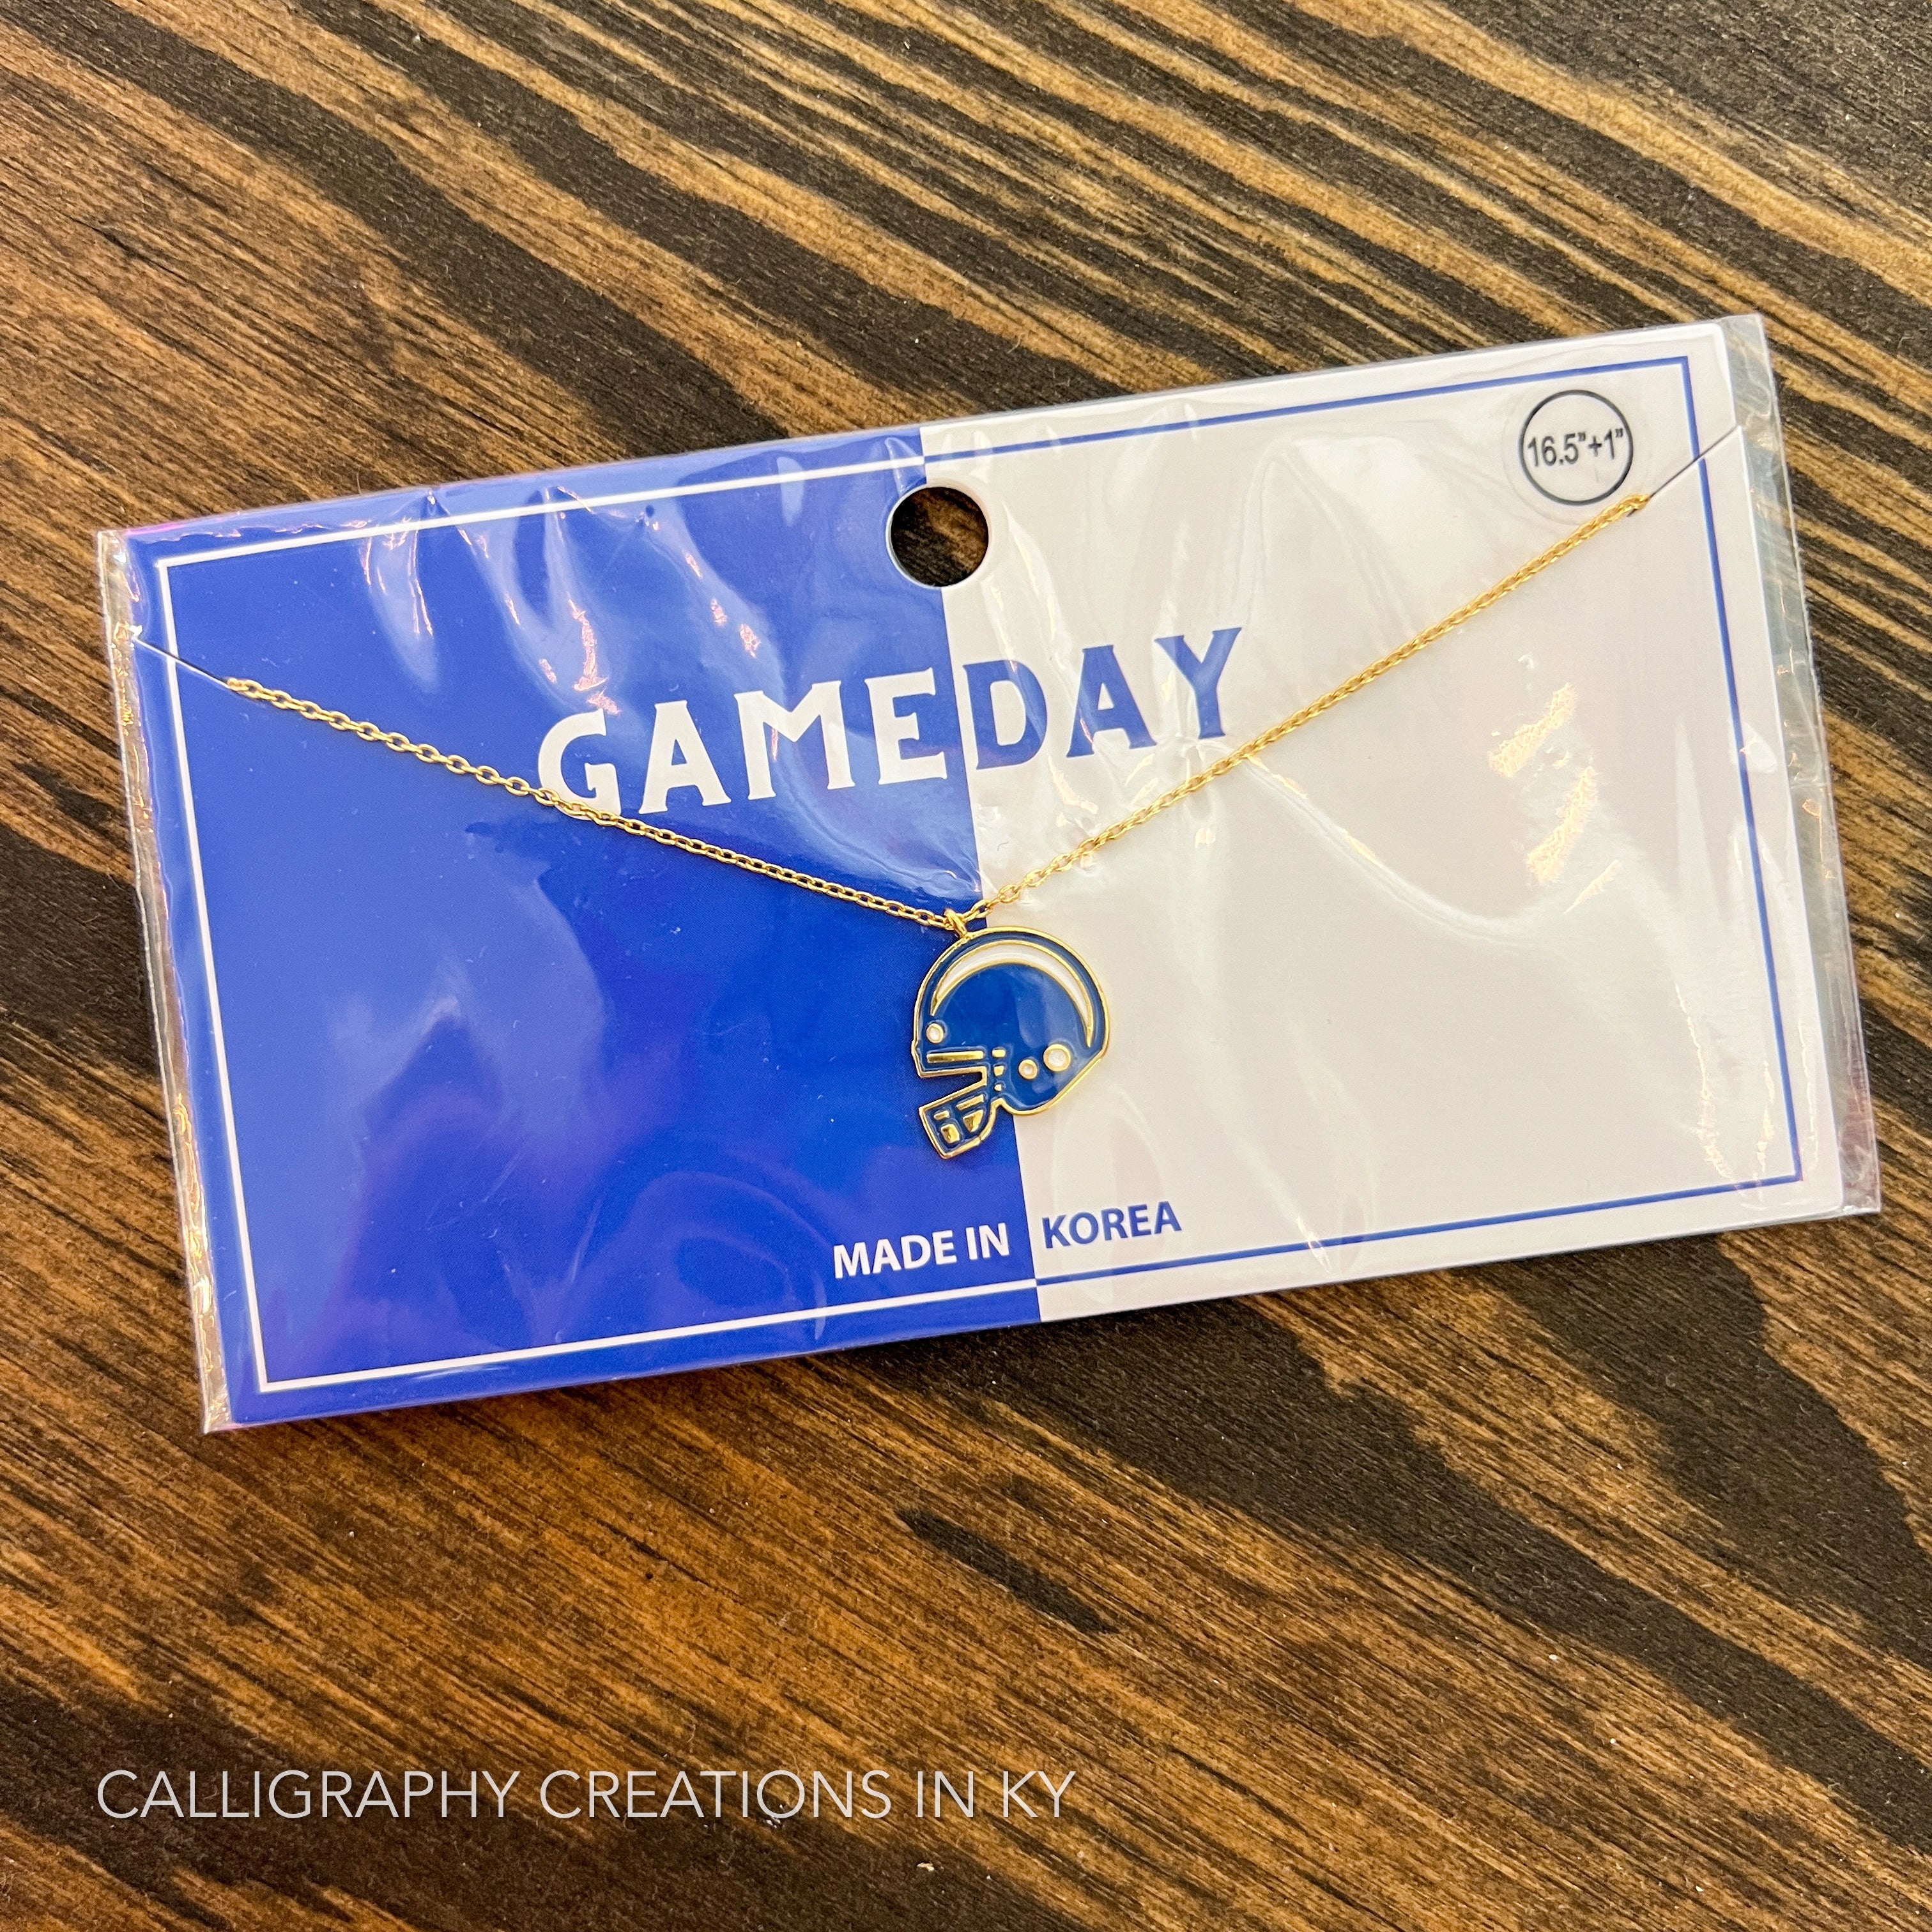 16.5"+1"
GAMEDAY
MADE IN KOREA
CALLIGRAPHY CREATIONS IN KY